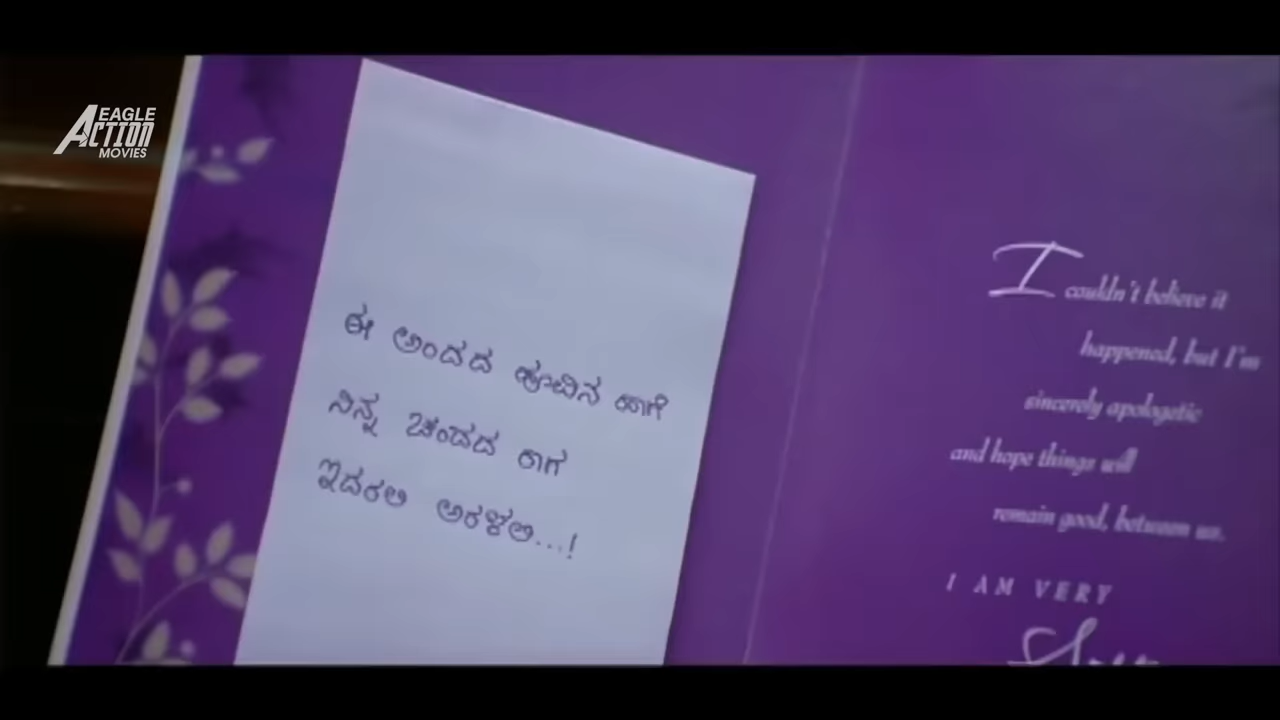 EAGLE
ACTION
MOVIES
ಈ ಅಂದದ ಹೂವಿನ ಹಾಗೆ
ನಿನ್ನ ಚಂದದ ರಾಗ
ಇದರಲಿ ಅರಳಲಿ...!
I couldn't believe it
happened, but I'm
sincerely apologetic
and hope things will
remain good, between us.
I AM VERY